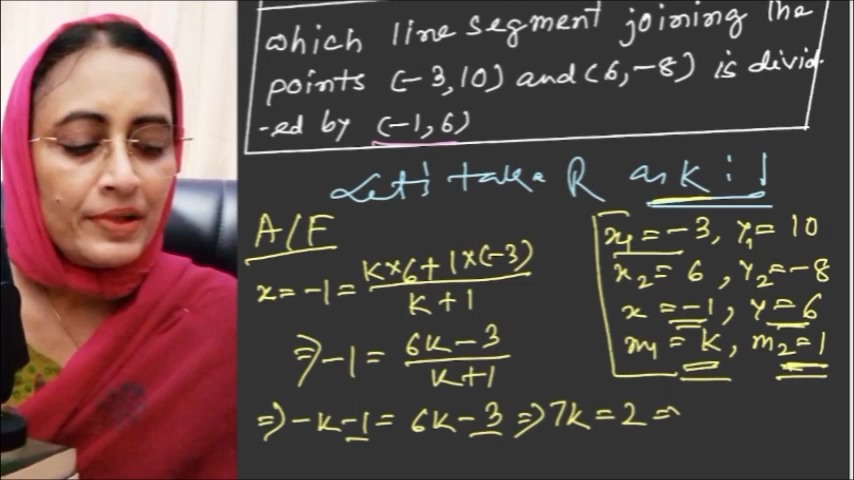 which line segment joining the
points (-3,10) and (6,-8) is divid-
-ed by (-1,6)
Let's take R as K:1
A/F
x = -1 = (K×6+1×(-3))/(K+1)
⇒ -1 = (6K-3)/(K+1)
⇒ -K-1 = 6K-3 ⇒ 7K = 2 ⇒
x₁ = -3, Y₁ = 10
x₂ = 6, Y₂ = -8
x = -1, Y = 6
m₁ = K, m₂ = 1